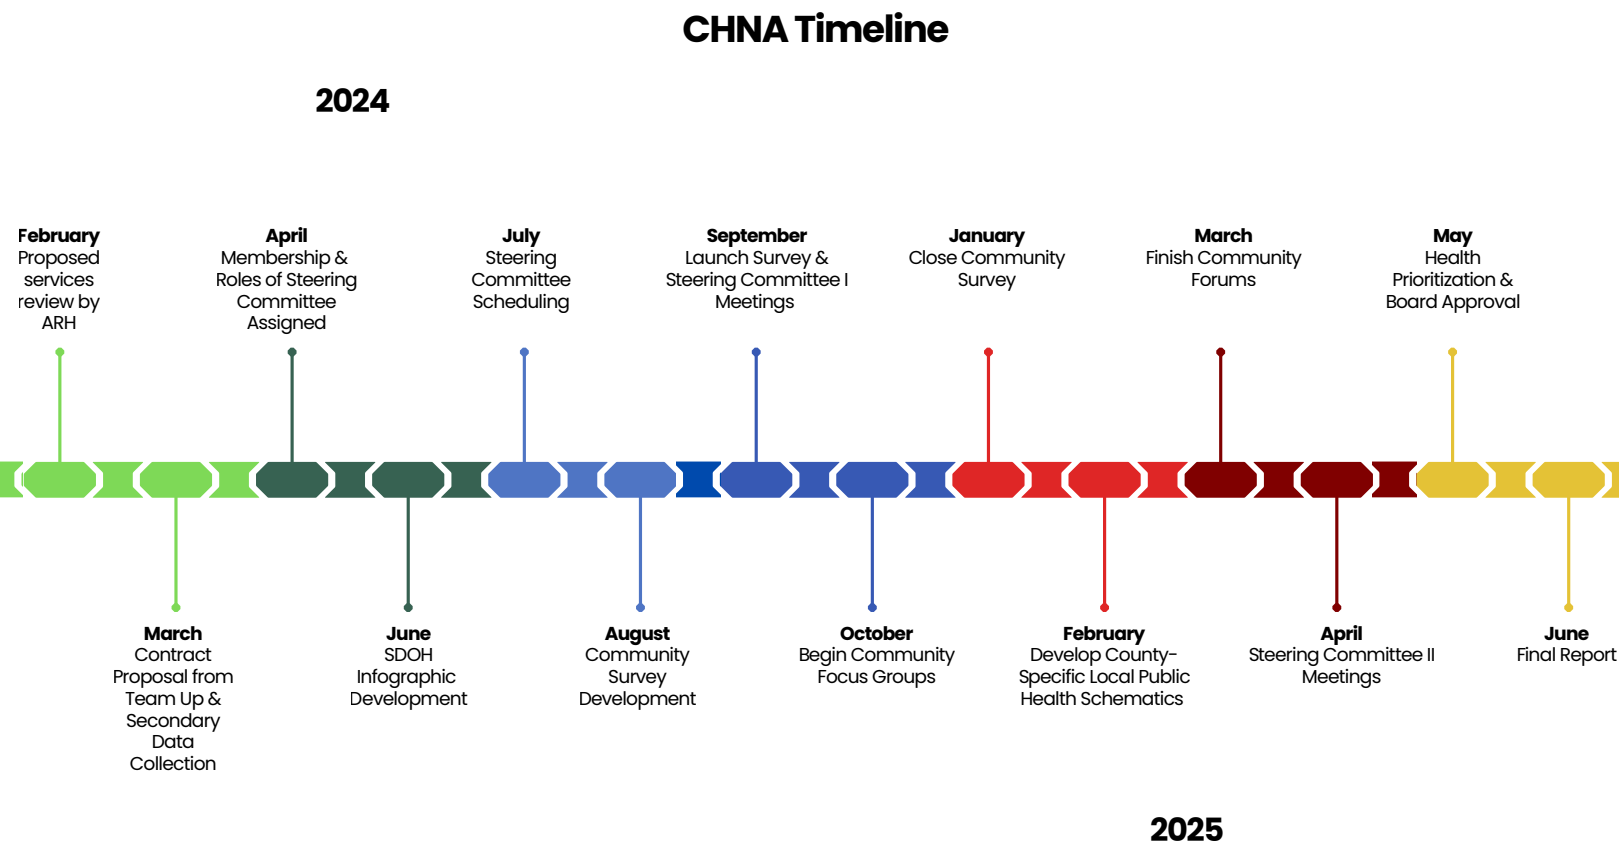 CHNA Timeline
2024
February
Proposed
services
review by
ARH
April
Membership &
Roles of Steering
Committee
Assigned
July
Steering
Committee
Scheduling
September
Launch Survey &
Steering Committee I
Meetings
January
Close Community
Survey
March
Finish Community
Forums
May
Health
Prioritization &
Board Approval
March
Contract
Proposal from
Team Up &
Secondary
Data
Collection
June
SDOH
Infographic
Development
August
Community
Survey
Development
October
Begin Community
Focus Groups
February
Develop County-
Specific Local Public
Health Schematics
April
Steering Committee II
Meetings
June
Final Report
2025